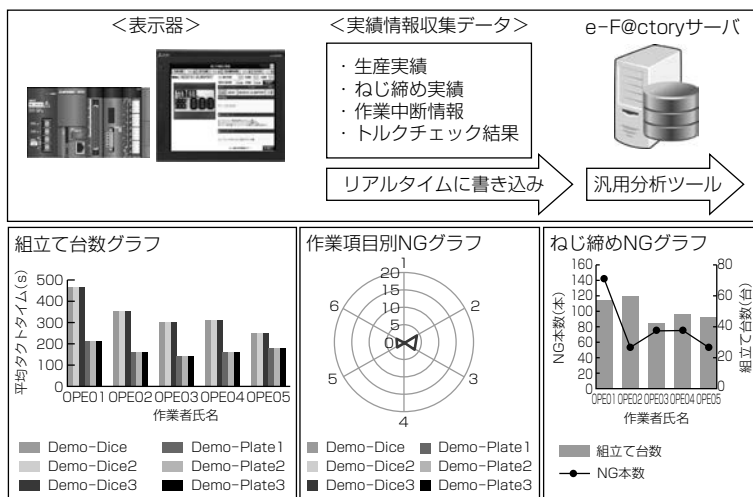 <表示器>
<実績情報収集データ>
e-F@ctoryサーバ
・生産実績
・ねじ締め実績
・作業中断情報
・トルクチェック結果
リアルタイムに書き込み
汎用分析ツール
組立て台数グラフ
平均タクトタイム(s)
500
400
300
200
100
0
OPE01 OPE02 OPE03 OPE04 OPE05
作業者氏名
Demo-Dice
Demo-Plate1
Demo-Dice2
Demo-Plate2
Demo-Dice3
Demo-Plate3
作業項目別NGグラフ
1
20
15
10
5
0
2
3
4
5
6
Demo-Dice
Demo-Plate1
Demo-Dice2
Demo-Plate2
Demo-Dice3
Demo-Plate3
ねじ締めNGグラフ
NG本数(本)
160
140
120
100
80
60
40
20
0
80
60
40
20
0
組立て台数(台)
OPE01 OPE02 OPE03 OPE04 OPE05
作業者氏名
組立て台数
NG本数